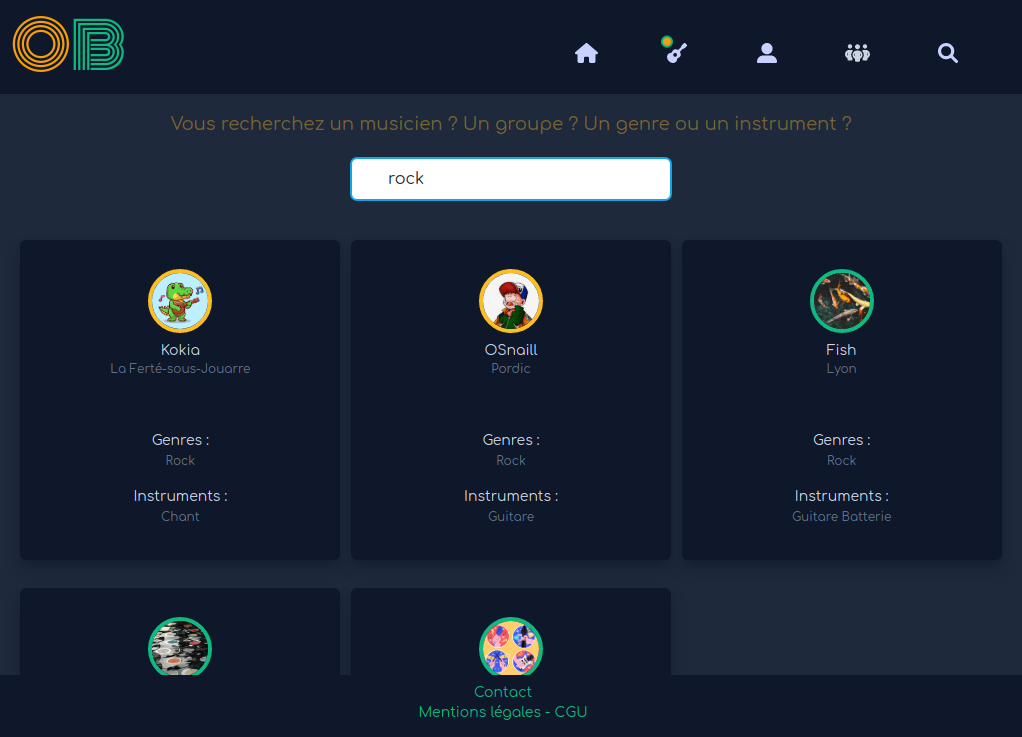 OB
Vous recherchez un musicien ? Un groupe ? Un genre ou un instrument ?
rock
Kokia
La Ferté-sous-Jouarre
Genres :
Rock
Instruments :
Chant
OSnaill
Pordic
Genres :
Rock
Instruments :
Guitare
Fish
Lyon
Genres :
Rock
Instruments :
Guitare Batterie
Contact
Mentions légales - CGU